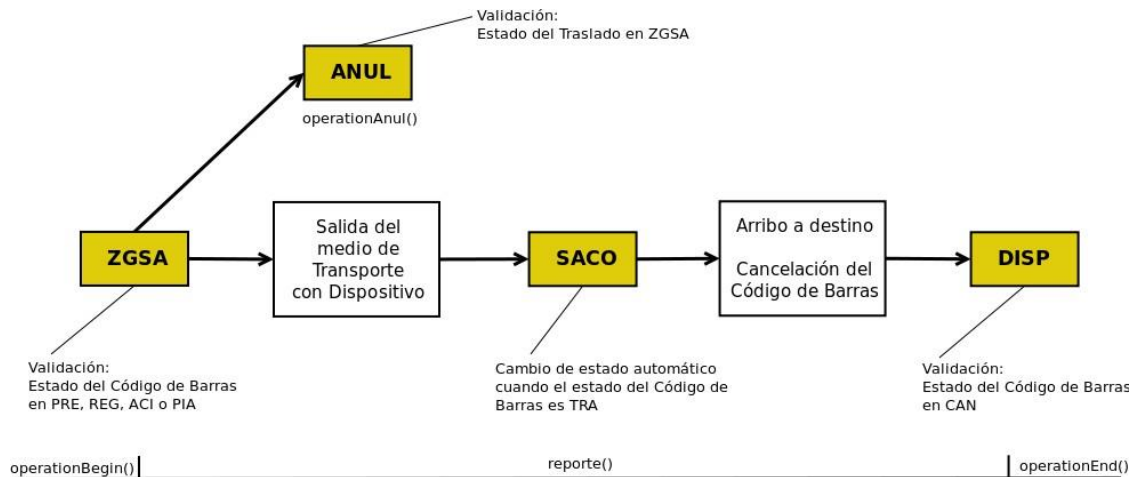 Validación:
Estado del Traslado en ZGSA
ANUL
operationAnul()
ZGSA
Salida del
medio de
Transporte
con Dispositivo
SACO
Arribo a destino
Cancelación del
Código de Barras
DISP
Validación:
Estado del Código de Barras
en PRE, REG, ACI o PIA
Cambio de estado automático
cuando el estado del Código de
Barras es TRA
Validación:
Estado del Código de Barras
en CAN
operationBegin()
reporte()
operationEnd()